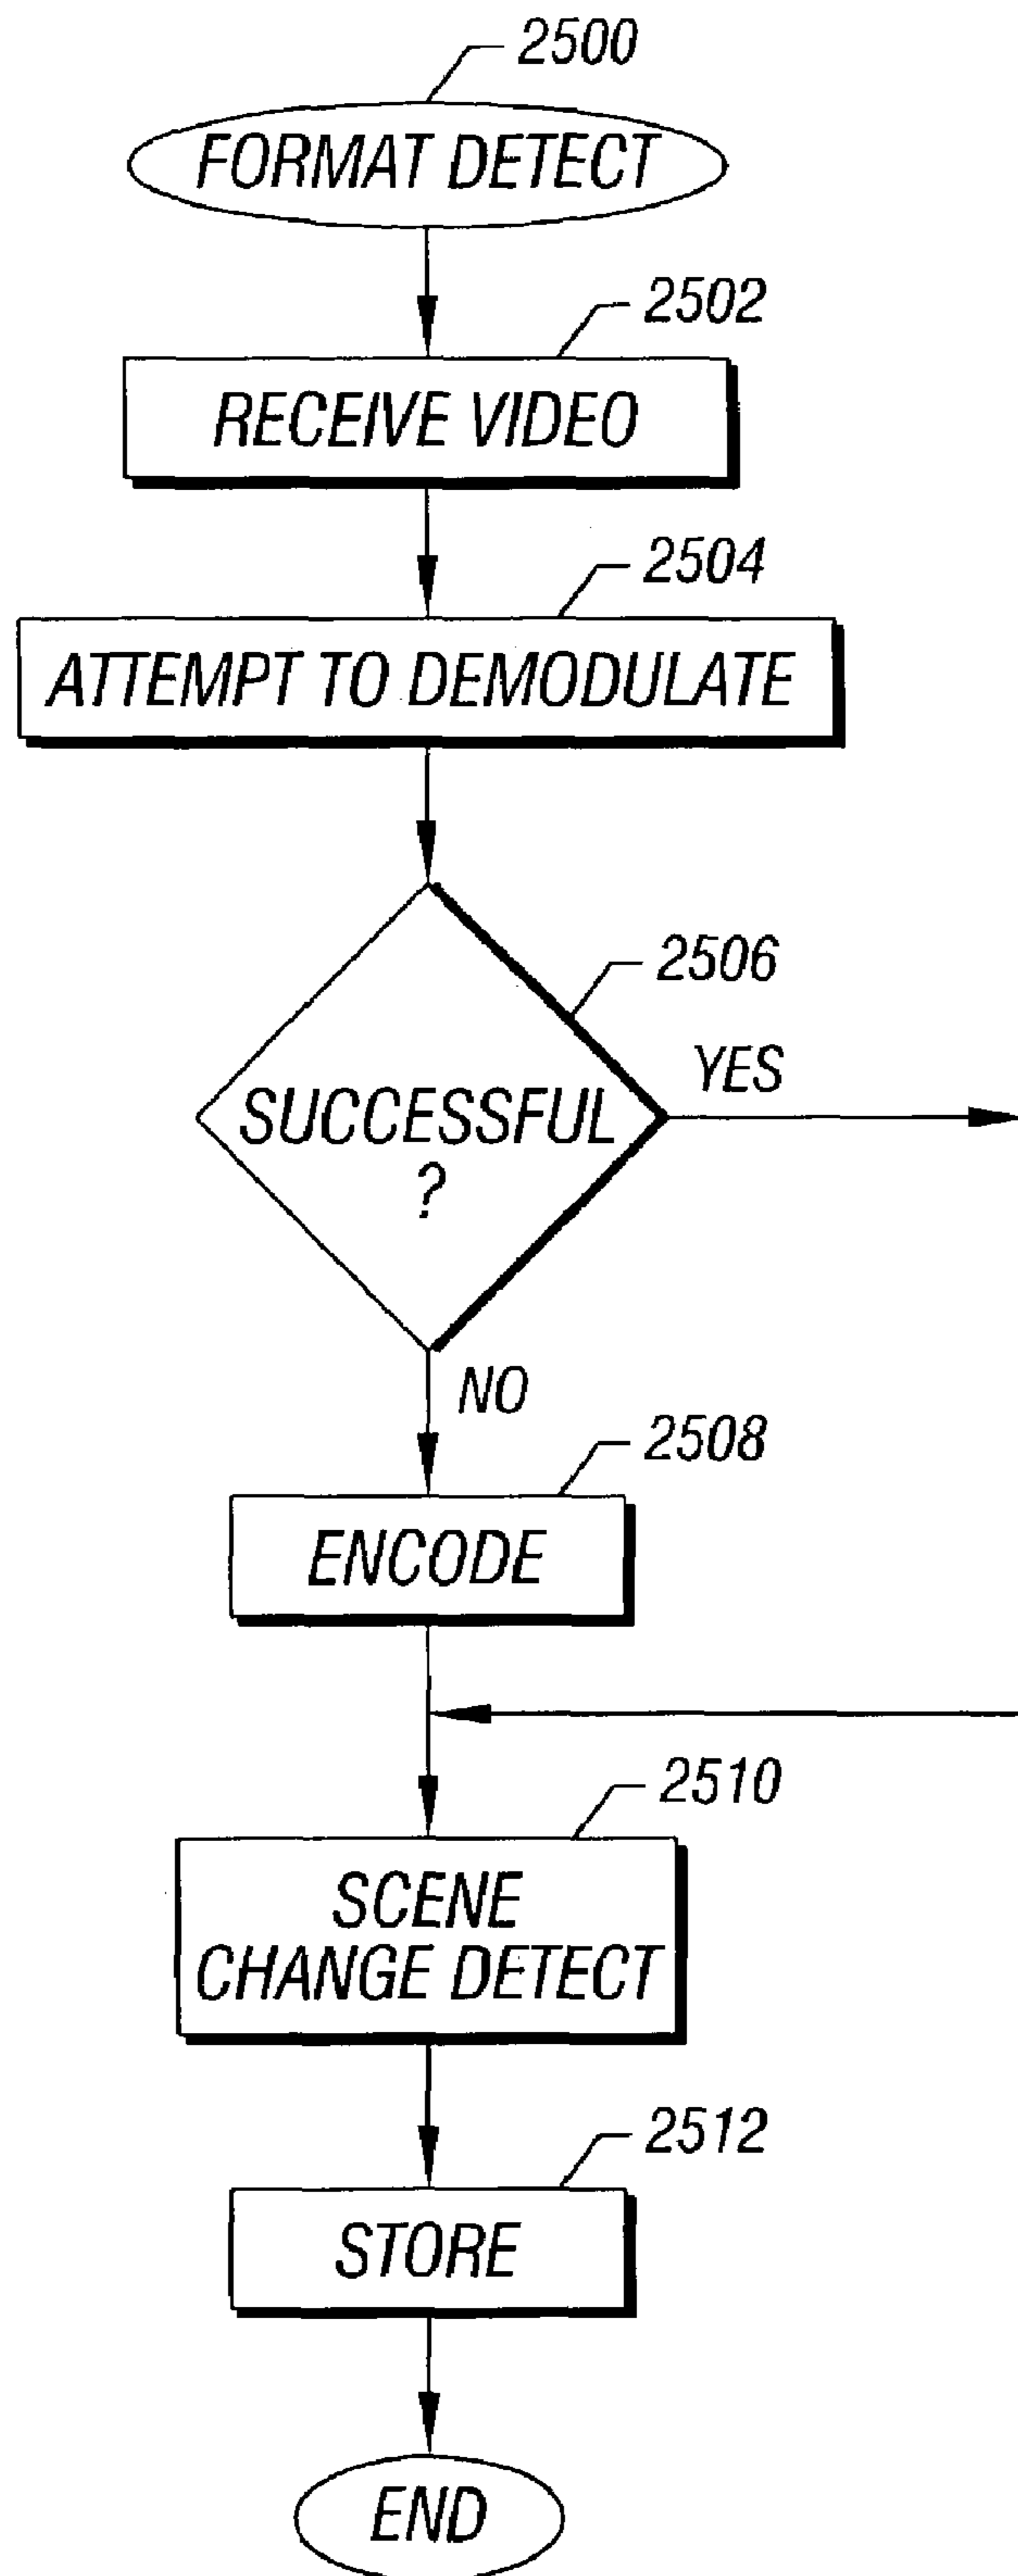 2500
FORMAT DETECT
2502
RECEIVE VIDEO
2504
ATTEMPT TO DEMODULATE
2506
YES
SUCCESSFUL
?
NO
2508
ENCODE
2510
SCENE
CHANGE DETECT
2512
STORE
END